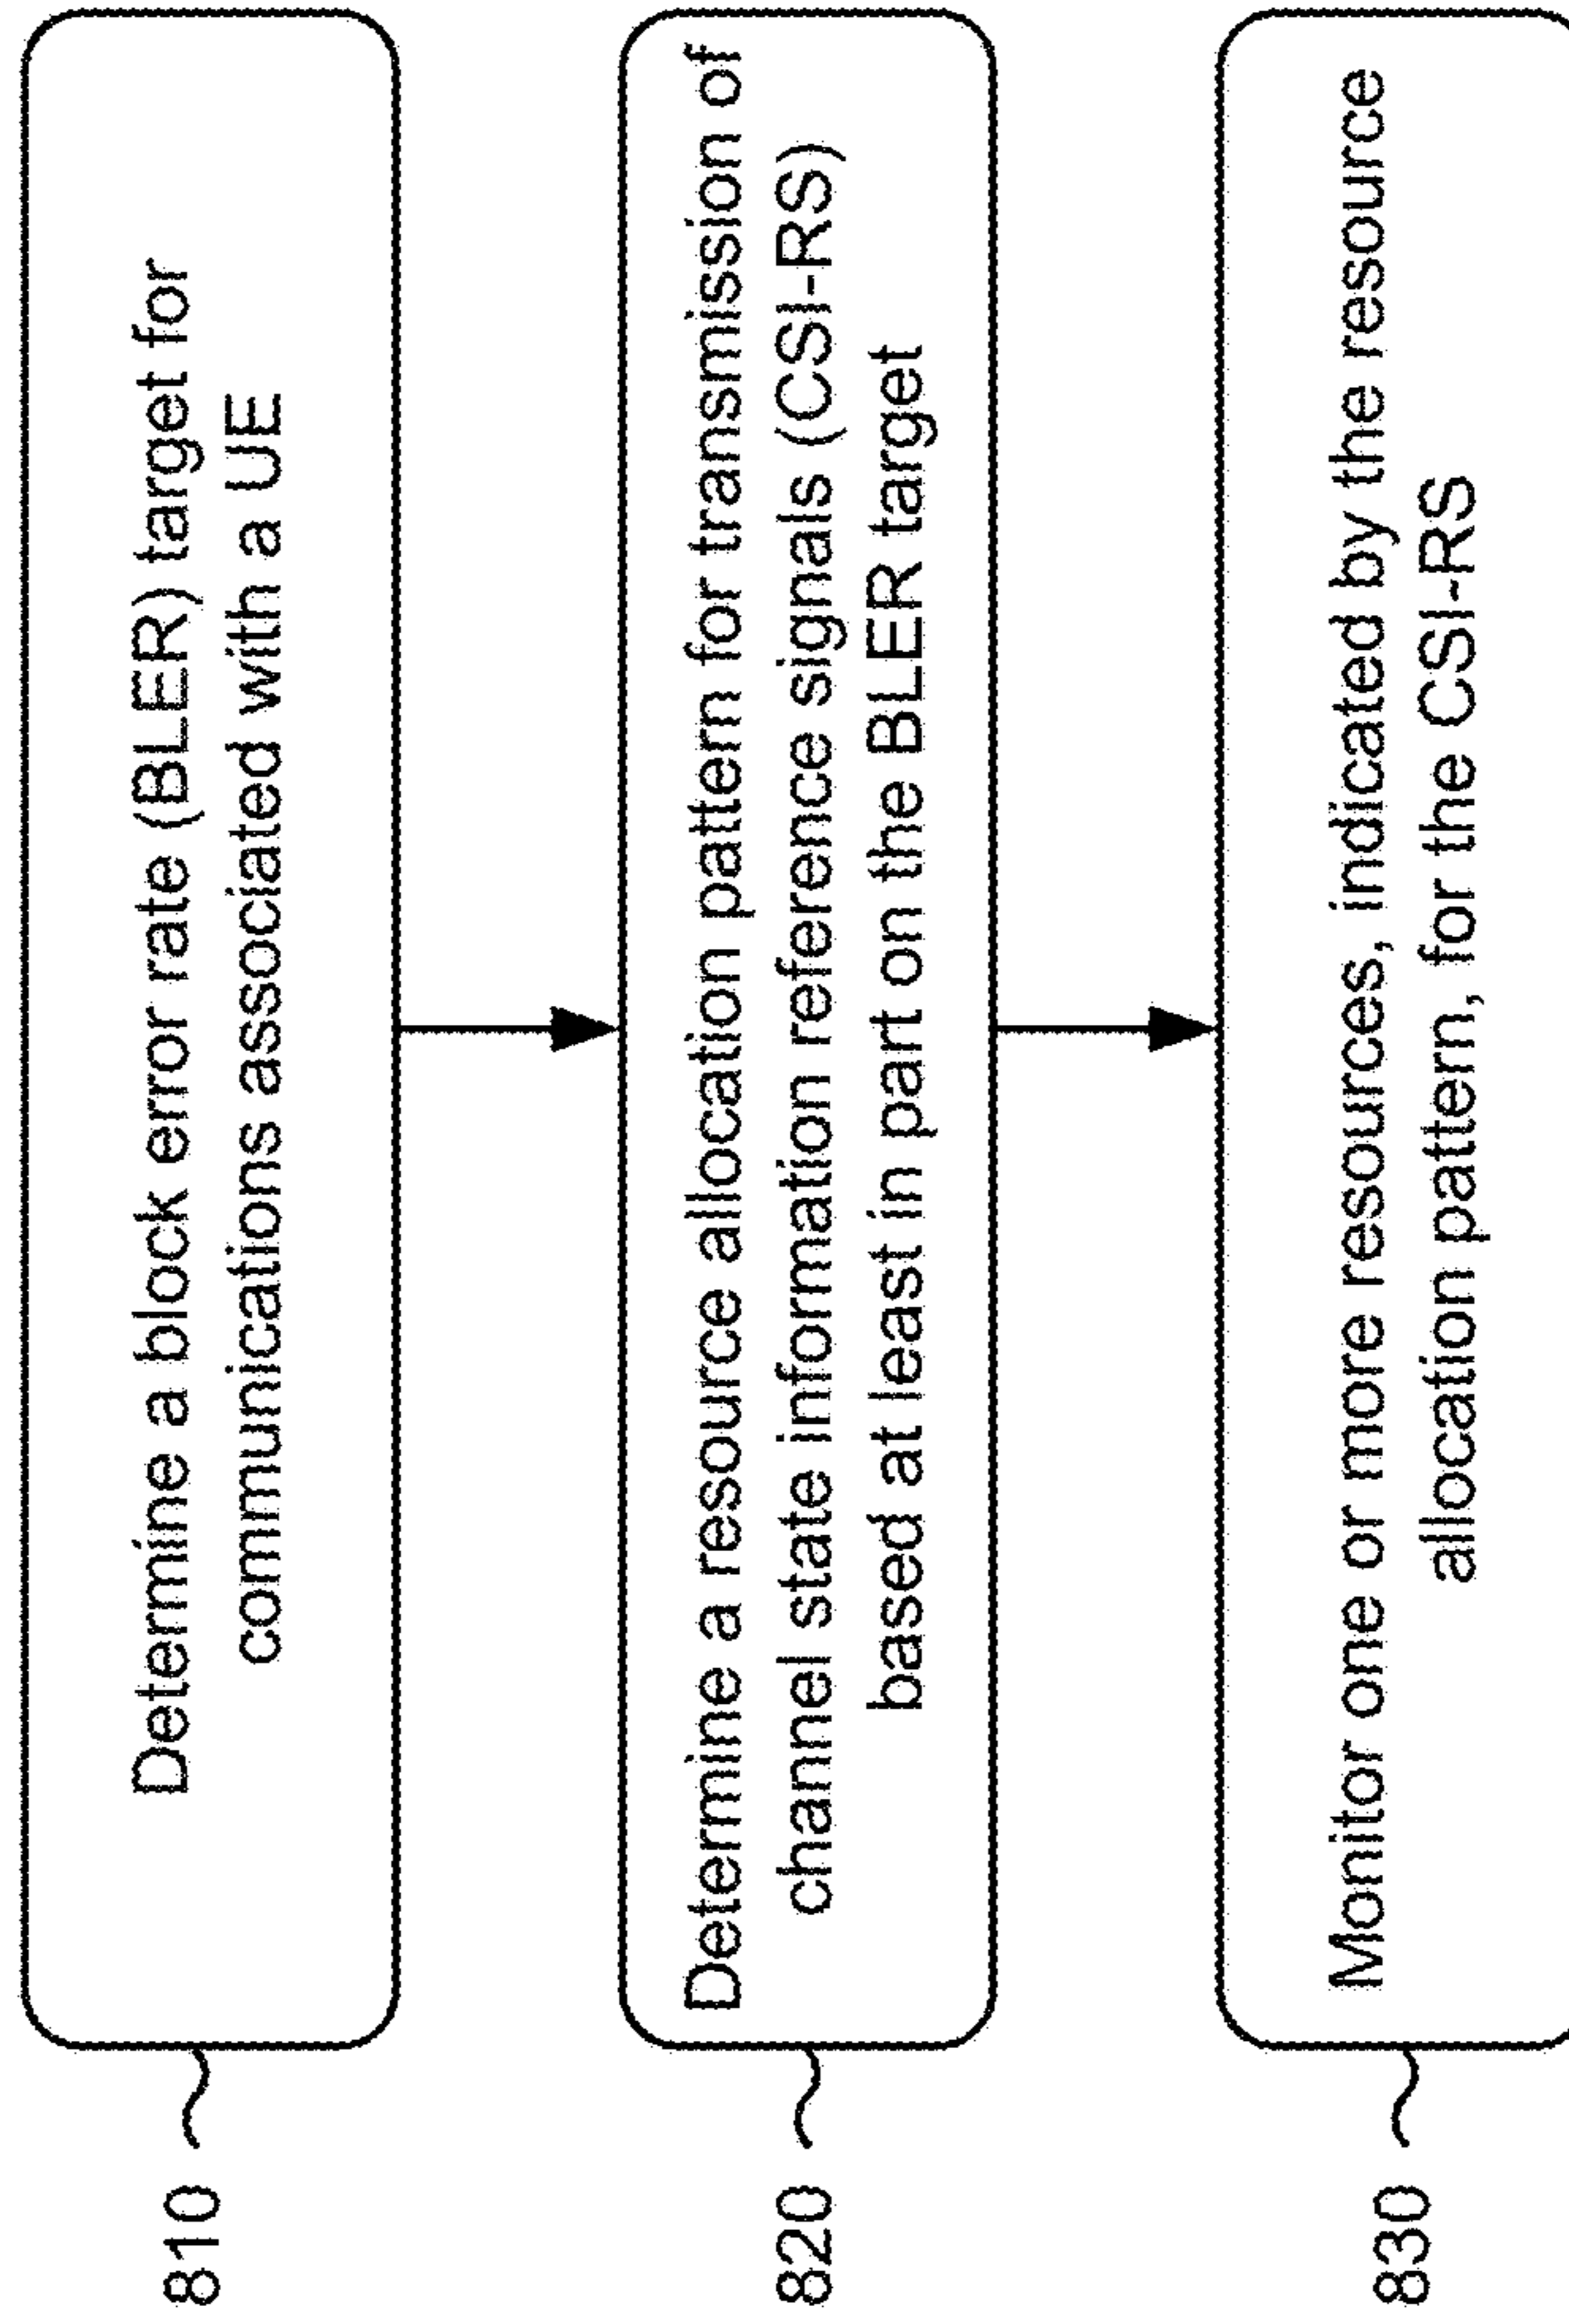 810
Determine a block error rate (BLER) target for
communications associated with a UE
820
Determine a resource allocation pattern for transmission of
channel state information reference signals (CSI-RS)
based at least in part on the BLER target
830
Monitor one or more resources, indicated by the resource
allocation pattern, for the CSI-RS